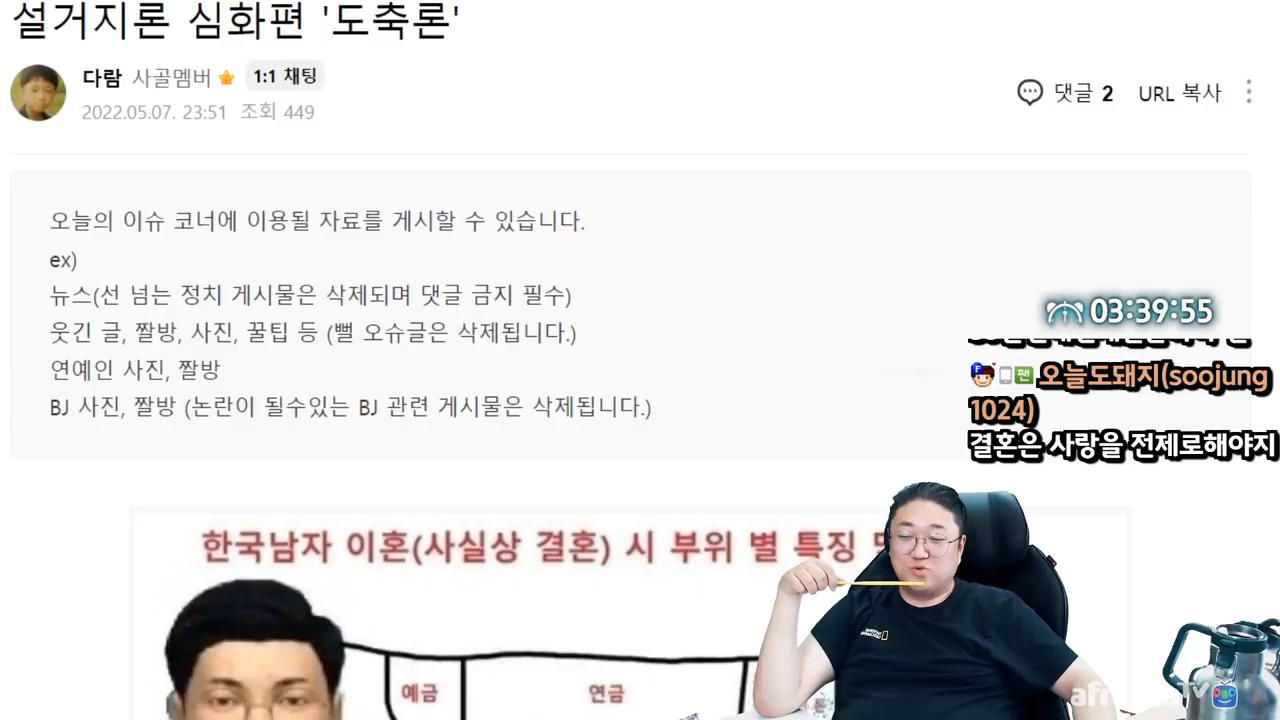 설거지론 심화편 '도축론'
다람 사골멤버 1:1 채팅
2022.05.07. 23:51 조회 449
댓글 2 URL 복사
오늘의 이슈 코너에 이용될 자료를 게시할 수 있습니다.
ex)
뉴스(선 넘는 정치 게시물은 삭제되며 댓글 금지 필수)
웃긴 글, 짤방, 사진, 꿀팁 등 (뻘 오슈글은 삭제됩니다.)
연예인 사진, 짤방
BJ 사진, 짤방 (논란이 될수있는 BJ 관련 게시물은 삭제됩니다.)
03:39:55
팬 오늘도돼지(soojung
1024)
결혼은 사랑을 전제로해야지
한국남자 이혼(사실상 결혼) 시 부위 별 특징
예금
연금